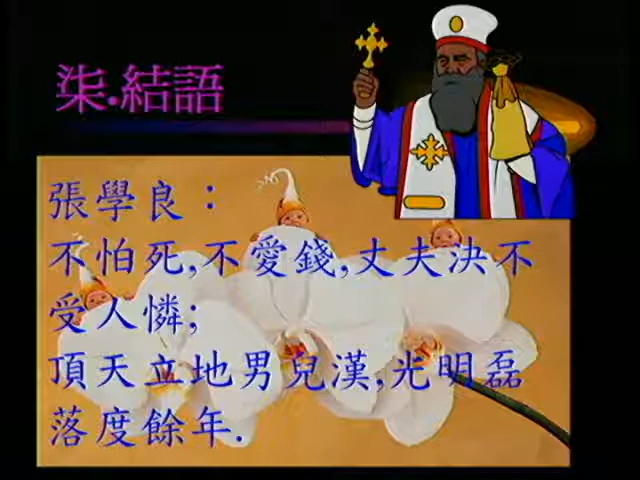 柒.結語
張學良：
不怕死,不愛錢,丈夫決不
受人憐;
頂天立地男兒漢,光明磊
落度餘年.